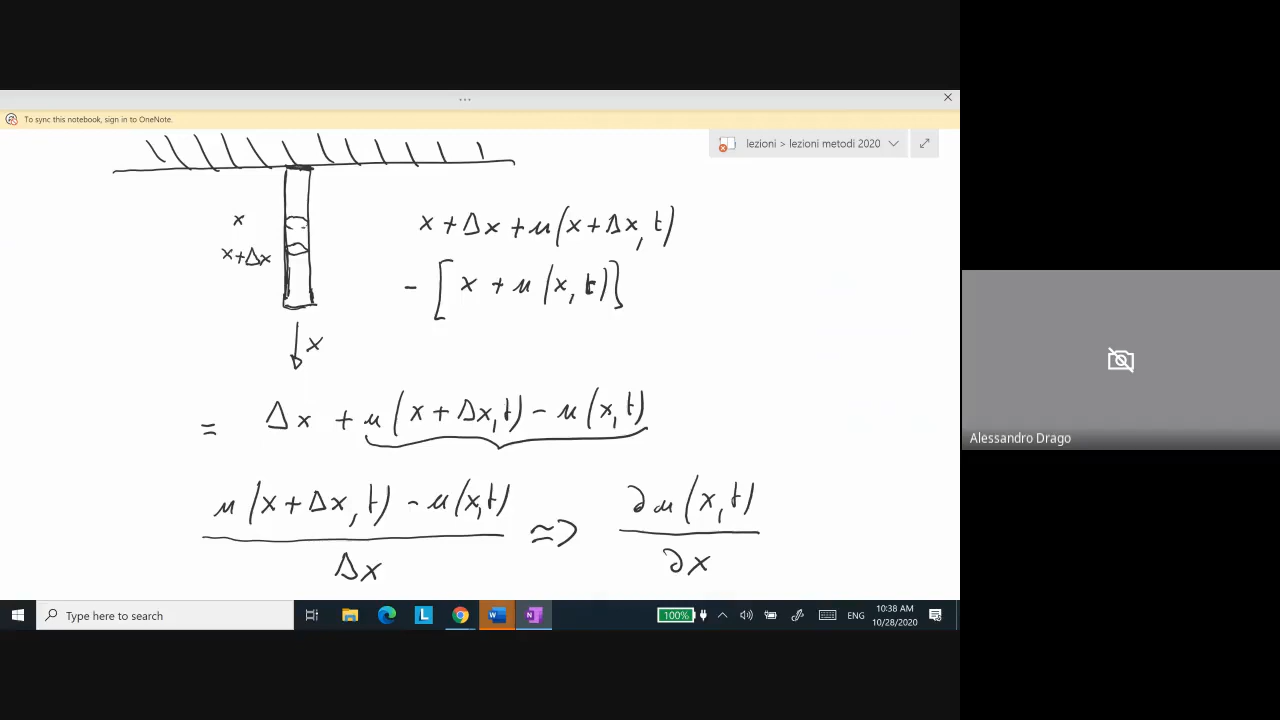 ...
To sync this notebook, sign in to OneNote.
lezioni > lezioni metodi 2020
x
x+Δx
x + Δx + u(x+Δx, t)
- [x + u(x, t)]
x
= Δx + u(x+Δx, t) - u(x, t)
u(x+Δx, t) - u(x, t)
Δx
≈>
∂u(x, t)
∂x
Alessandro Drago
Type here to search
L
100%
ENG
10:38 AM
10/28/2020